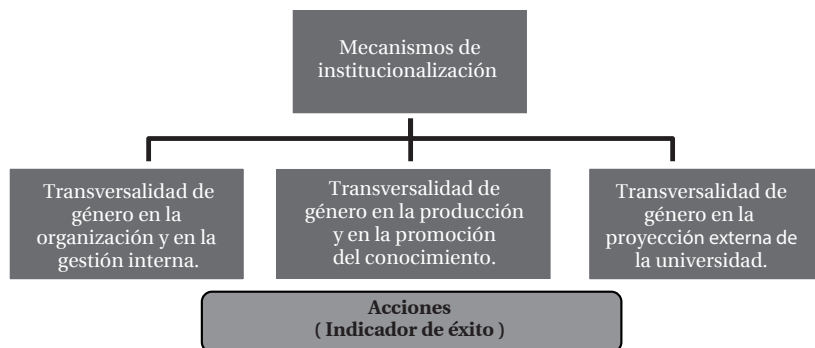 Mecanismos de
institucionalización
Transversalidad de
género en la
organización y en la
gestión interna.
Transversalidad de
género en la producción
y en la promoción
del conocimiento.
Transversalidad de
género en la
proyección externa de
la universidad.
Acciones
( Indicador de éxito )